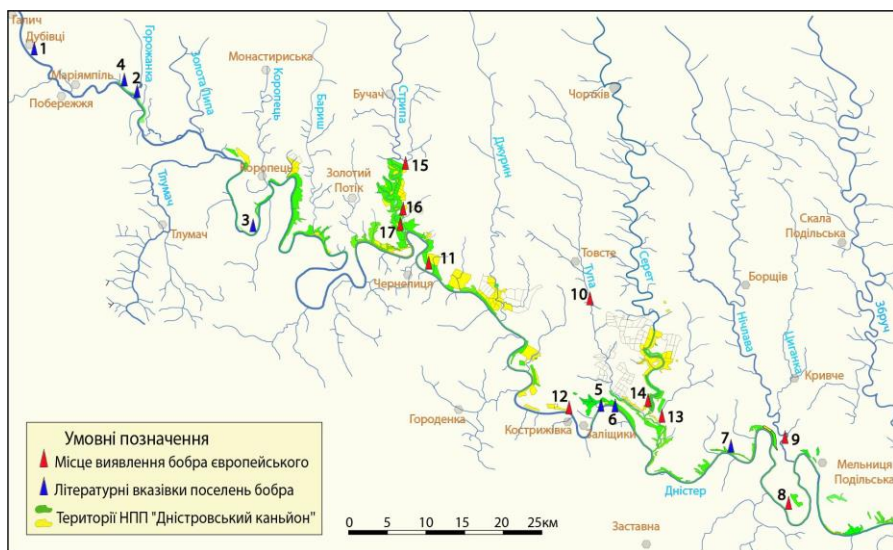 Галич
Дубівці
1
Маріямпіль
Побережжя
4
2
Горожанка
Золота Липа
Монастириська
Коропець
Бариш
Бучач
Стрипа
Джурин
Чортків
15
16
17
Коропець
3
Золотий
Потік
Тлумач
Тлумач
Чернелиця
11
Товсте
Тупа
10
Серет
Борщів
Скала
Подільська
Збруч
Нічлава
Циганка
Кривче
Городенка
12
5
6
14
13
Кострижівка
Заліщики
7
9
8
Мельниця
Подільська
Дністер
Заставна
Умовні позначення
Місце виявлення бобра європейського
Літературні вказівки поселень бобра
Території НПП "Дністровський каньйон"
0 5 10 15 20 25км